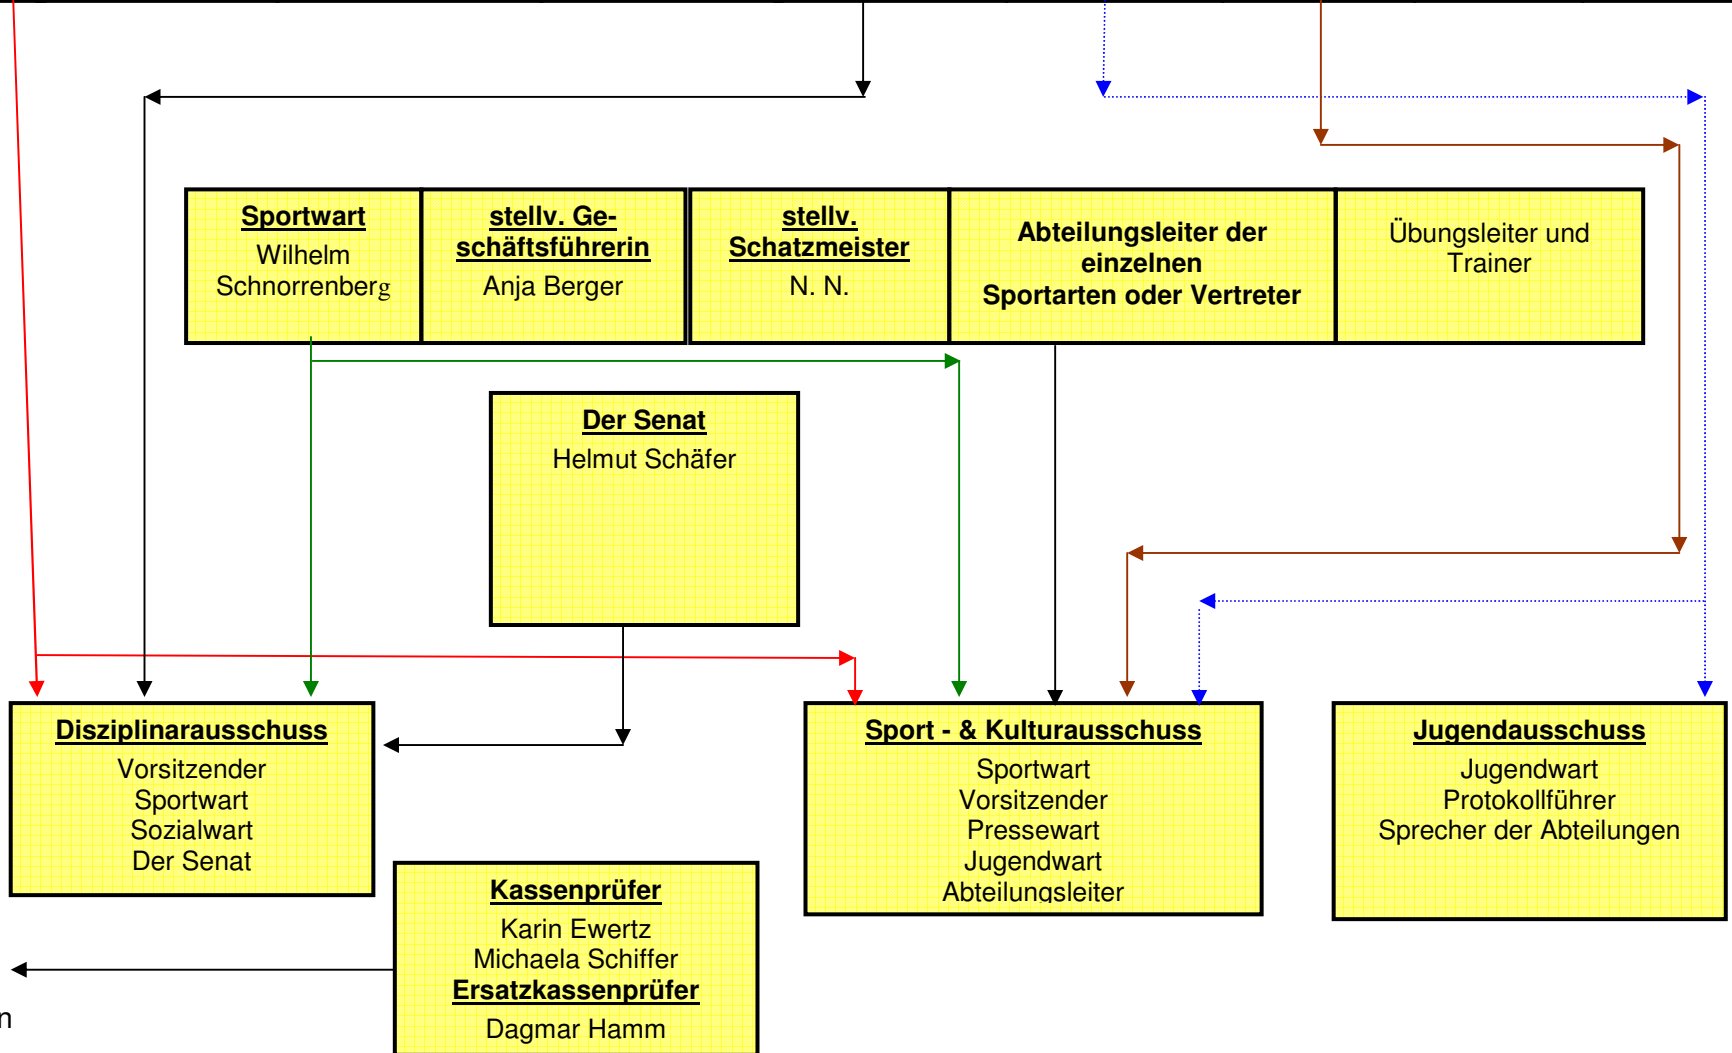 Sportwart
Wilhelm
Schnorrenberg
stellv. Ge-
schäftsführerin
Anja Berger
stellv.
Schatzmeister
N. N.
Abteilungsleiter der
einzelnen
Sportarten oder Vertreter
Übungsleiter und
Trainer
Der Senat
Helmut Schäfer
Disziplinarausschuss
Vorsitzender
Sportwart
Sozialwart
Der Senat
Sport - & Kulturausschuss
Sportwart
Vorsitzender
Pressewart
Jugendwart
Abteilungsleiter
Jugendausschuss
Jugendwart
Protokollführer
Sprecher der Abteilungen
Kassenprüfer
Karin Ewertz
Michaela Schiffer
Ersatzkassenprüfer
Dagmar Hamm